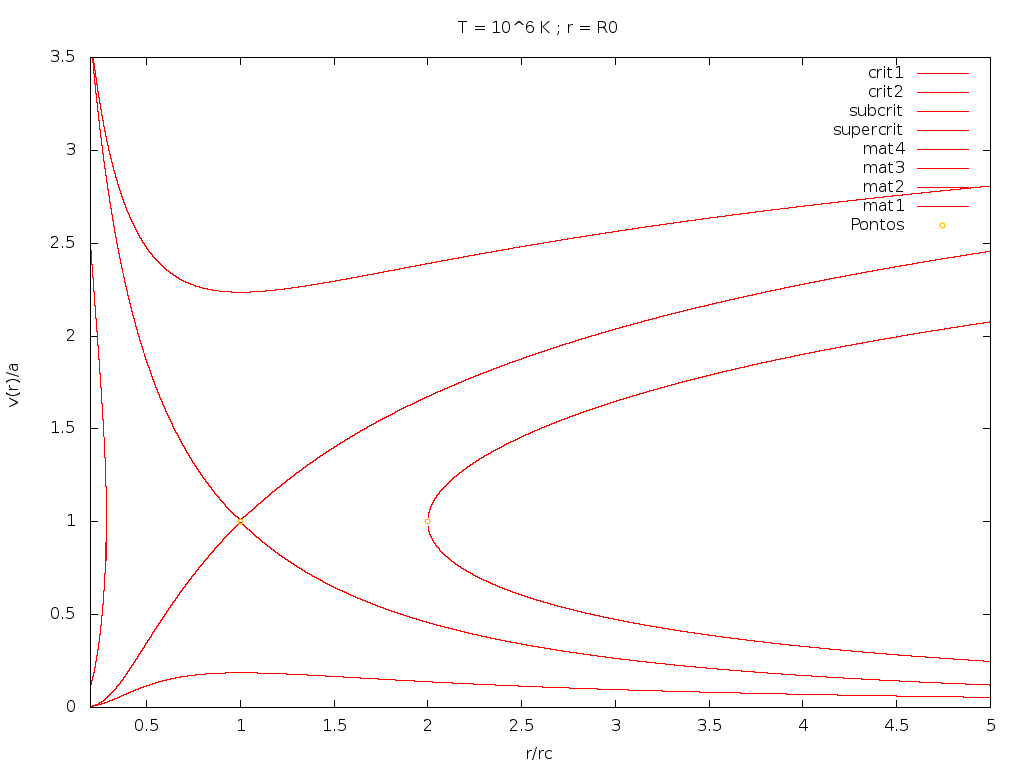 T = 10^6 K ; r = R0
3.5
3
2.5
2
1.5
1
0.5
0
v(r)/a
crit1
crit2
subcrit
supercrit
mat4
mat3
mat2
mat1
Pontos
0.5 1 1.5 2 2.5 3 3.5 4 4.5 5
r/rc